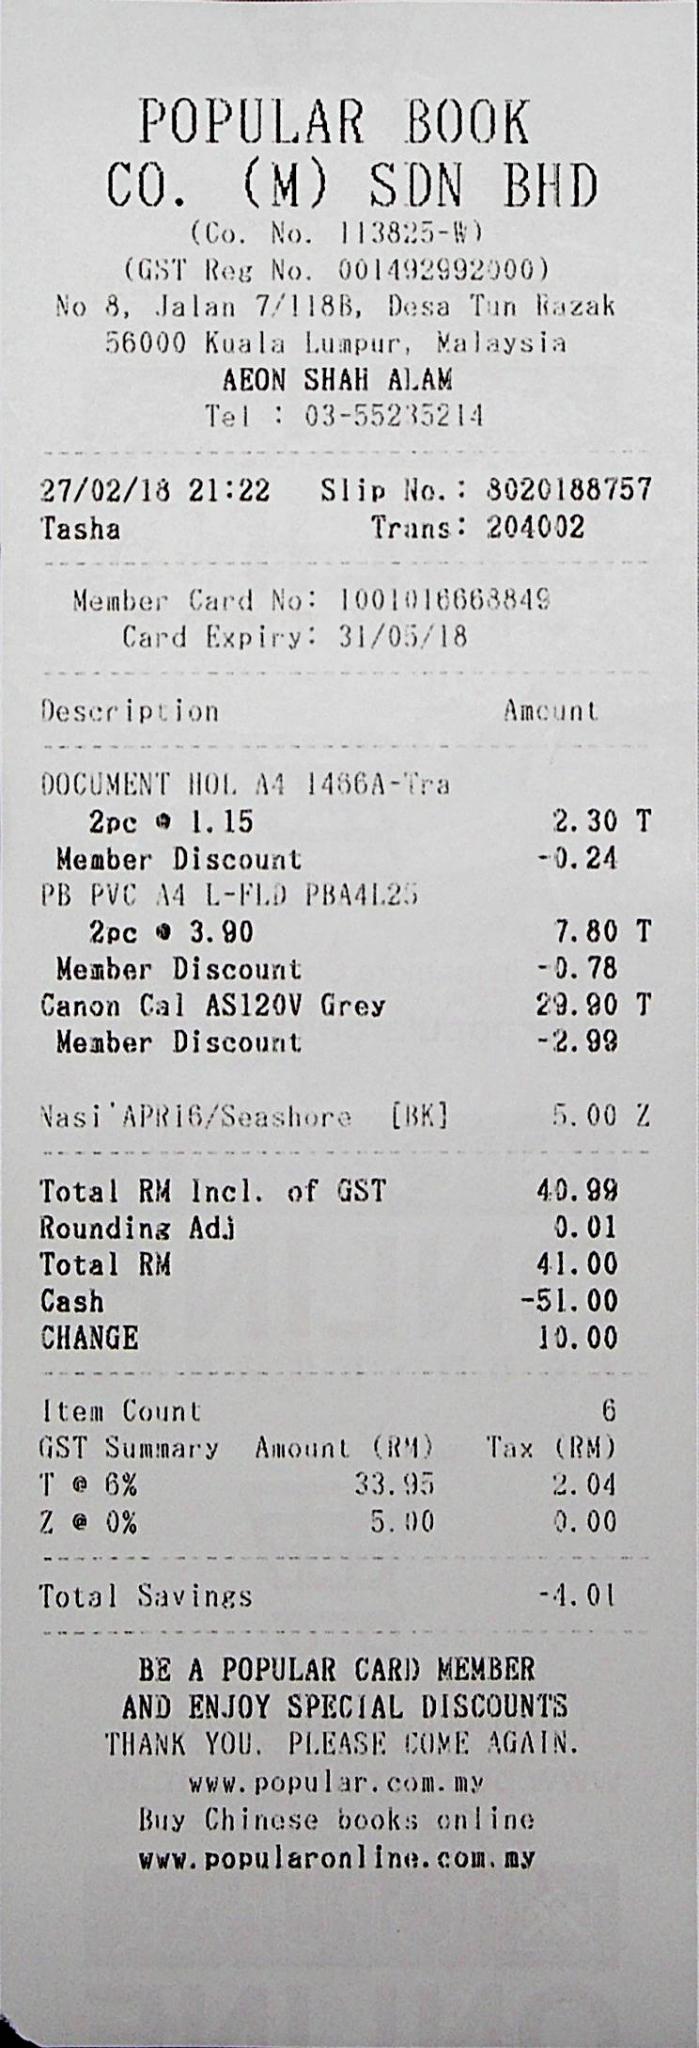 POPULAR BOOK
CO. (M) SDN BHD
(Co. No. 113825-W)
(GST Reg No. 001492992000)
No 8, Jalan 7/118B, Desa Tun Razak
56000 Kuala Lumpur, Malaysia
AEON SHAH ALAM
Tel : 03-55235214
27/02/18 21:22 Slip No.: 8020188757
Tasha Trans: 204002
Member Card No: 1001016668849
Card Expiry: 31/05/18
Description Amount
DOCUMENT HOL A4 1466A-Tra
2pc @ 1.15 2.30 T
Member Discount -0.24
PB PVC A4 L-FLD PBA4L25
2pc @ 3.90 7.80 T
Member Discount -0.78
Canon Cal AS120V Grey 29.90 T
Member Discount -2.99
Nasi'APR16/Seashore [BK] 5.00 Z
Total RM Incl. of GST 40.99
Rounding Adj 0.01
Total RM 41.00
Cash -51.00
CHANGE 10.00
Item Count 6
GST Summary Amount (RM) Tax (RM)
T @ 6% 33.95 2.04
Z @ 0% 5.00 0.00
Total Savings -4.01
BE A POPULAR CARD MEMBER
AND ENJOY SPECIAL DISCOUNTS
THANK YOU. PLEASE COME AGAIN.
www.popular.com.my
Buy Chinese books online
www.popularonline.com.my